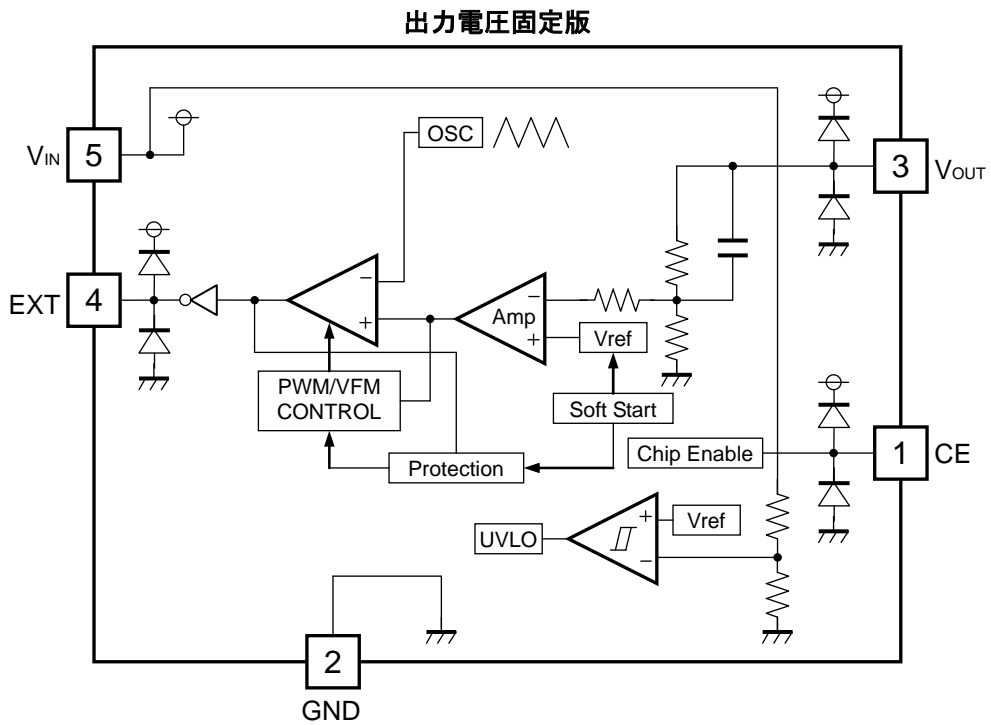 出力電圧固定版
OSC
VIN
5
3
VOUT
EXT
4
−
+
Amp
−
+
Vref
PWM/VFM
CONTROL
Soft Start
Protection
Chip Enable
1
CE
UVLO
+
−
Vref
2
GND